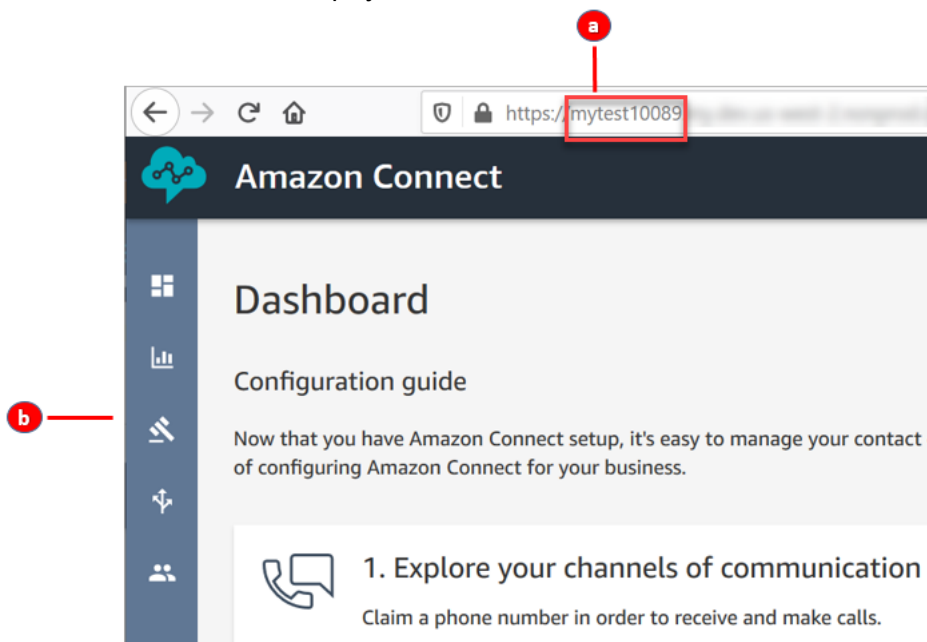 a
https://mytest10089
Amazon Connect
Dashboard
Configuration guide
b
Now that you have Amazon Connect setup, it's easy to manage your contact
of configuring Amazon Connect for your business.
1. Explore your channels of communication
Claim a phone number in order to receive and make calls.